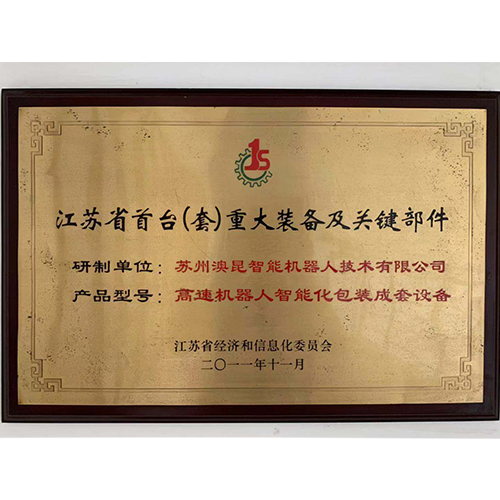 1S
江苏省首台(套)重大装备及关键部件
研制单位：苏州澳昆智能机器人技术有限公司
产品型号：高速机器人智能化包装成套设备
江苏省经济和信息化委员会
二〇一一年十一月